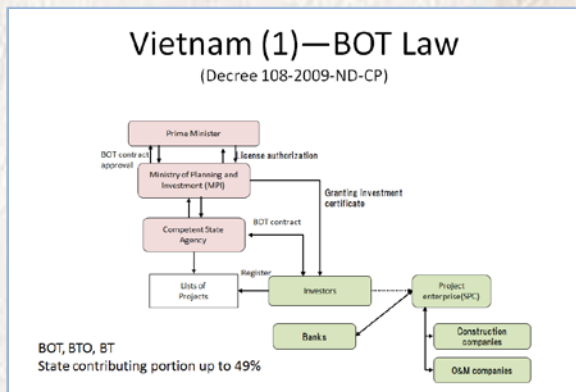 Vietnam (1)—BOT Law
(Decree 108-2009-ND-CP)
Prime Minister
BOT contract
approval
License authorization
Ministry of Planning and
Investment (MPI)
Granting investment
certificate
Competent State
Agency
BOT contract
Lists of
Projects
Register
Investors
Project
enterprise(SPC)
Banks
Construction
companies
O&M companies
BOT, BTO, BT
State contributing portion up to 49%